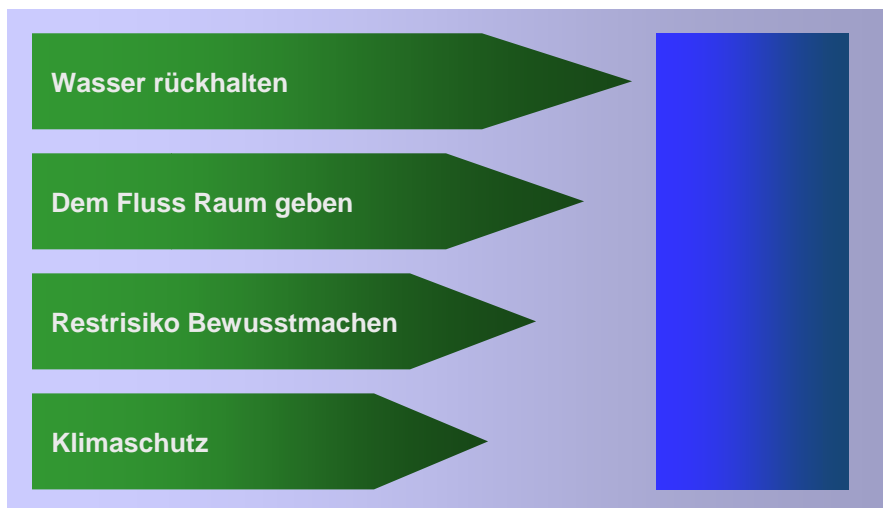 Wasser rückhalten
Dem Fluss Raum geben
Restrisiko Bewusstmachen
Klimaschutz